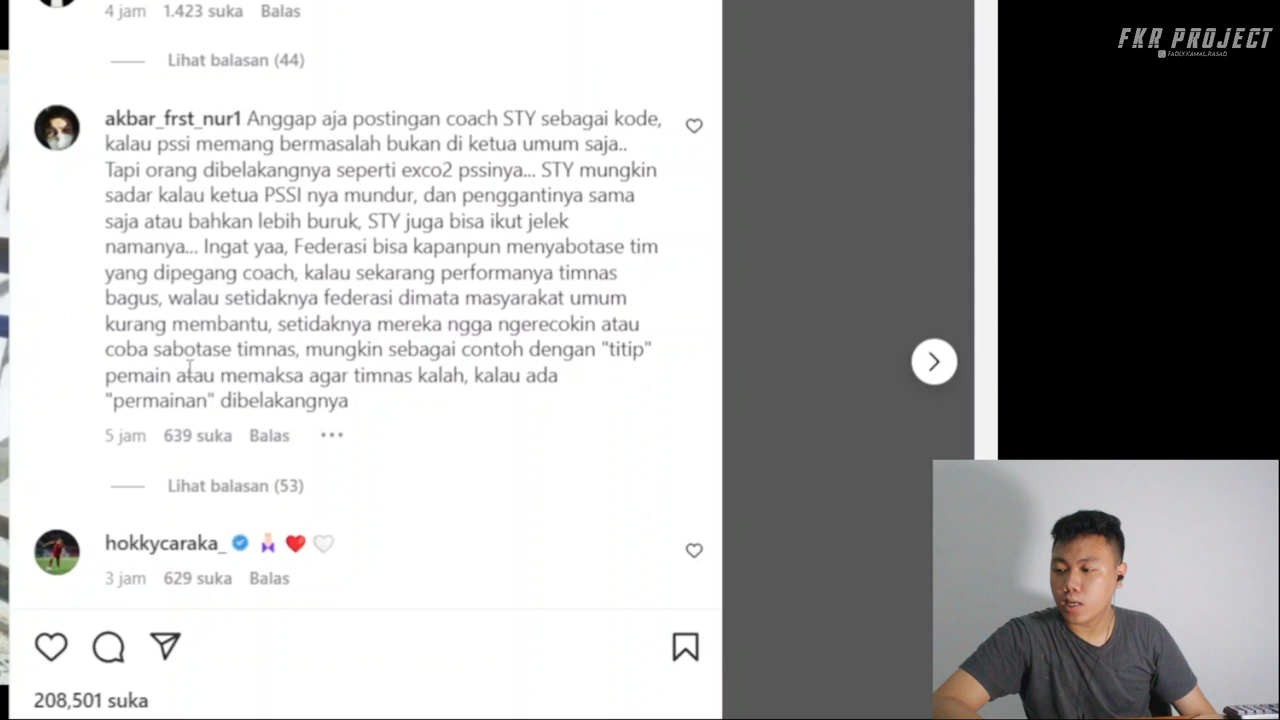 4 jam 1.423 suka Balas
FKR PROJECT
FADLYKAMAL_RASAD
Lihat balasan (44)
akbar_frst_nur1 Anggap aja postingan coach STY sebagai kode,
kalau pssi memang bermasalah bukan di ketua umum saja..
Tapi orang dibelakangnya seperti exco2 pssinya... STY mungkin
sadar kalau ketua PSSI nya mundur, dan penggantinya sama
saja atau bahkan lebih buruk, STY juga bisa ikut jelek
namanya... Ingat yaa, Federasi bisa kapanpun menyabotase tim
yang dipegang coach, kalau sekarang performanya timnas
bagus, walau setidaknya federasi dimata masyarakat umum
kurang membantu, setidaknya mereka ngga ngerecokin atau
coba sabotase timnas, mungkin sebagai contoh dengan "titip"
pemain atau memaksa agar timnas kalah, kalau ada
"permainan" dibelakangnya
5 jam 639 suka Balas
Lihat balasan (53)
hokkycaraka_
3 jam 629 suka Balas
208,501 suka